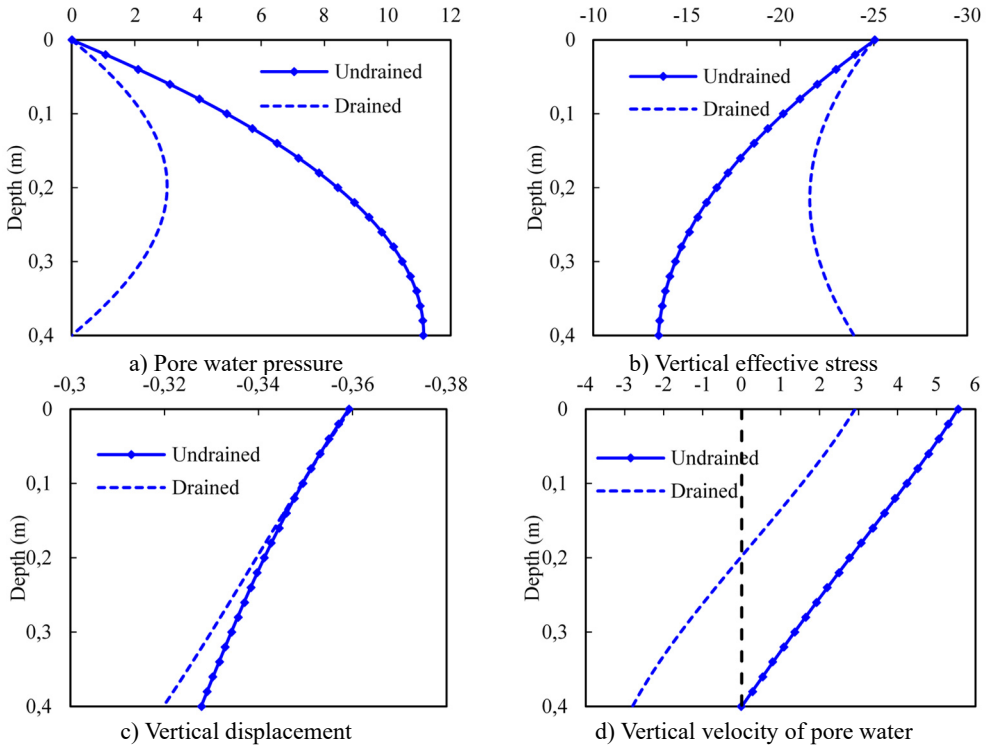 0 2 4 6 8 10 12
0
0,1
0,2
0,3
0,4
Depth (m)
Undrained
Drained
a) Pore water pressure
-10 -15 -20 -25 -30
0
0,1
0,2
0,3
0,4
Depth (m)
Undrained
Drained
b) Vertical effective stress
-0,3 -0,32 -0,34 -0,36 -0,38
0
0,1
0,2
0,3
0,4
Depth (m)
Undrained
Drained
c) Vertical displacement
-4 -3 -2 -1 0 1 2 3 4 5 6
0
0,1
0,2
0,3
0,4
Depth (m)
Undrained
Drained
d) Vertical velocity of pore water